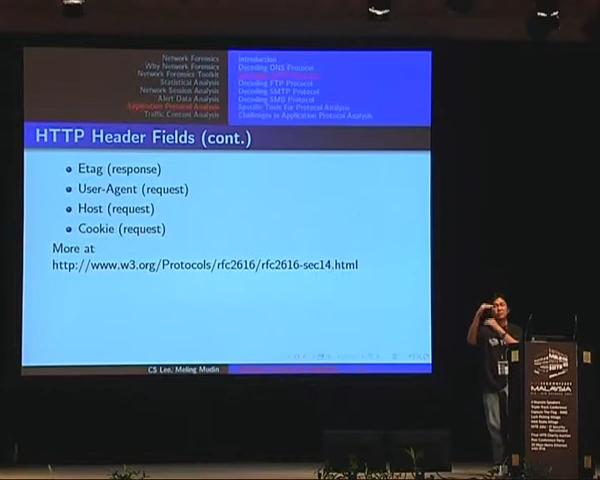 Network Forensics
Why Network Forensics
Network Forensics Toolkit
Statistical Analysis
Network Session Analysis
Alert Data Analysis
Application Protocol Analysis
Traffic Content Analysis
Introduction
Decoding DNS Protocol
Decoding FTP Protocol
Decoding SMTP Protocol
Decoding SMB Protocol
Specific Tools For Protocol Analysis
Challenges in Application Protocol Analysis
HTTP Header Fields (cont.)
Etag (response)
User-Agent (request)
Host (request)
Cookie (request)
More at
http://www.w3.org/Protocols/rfc2616/rfc2616-sec14.html
CS Lee, Meling Mudin
MALAYSIA